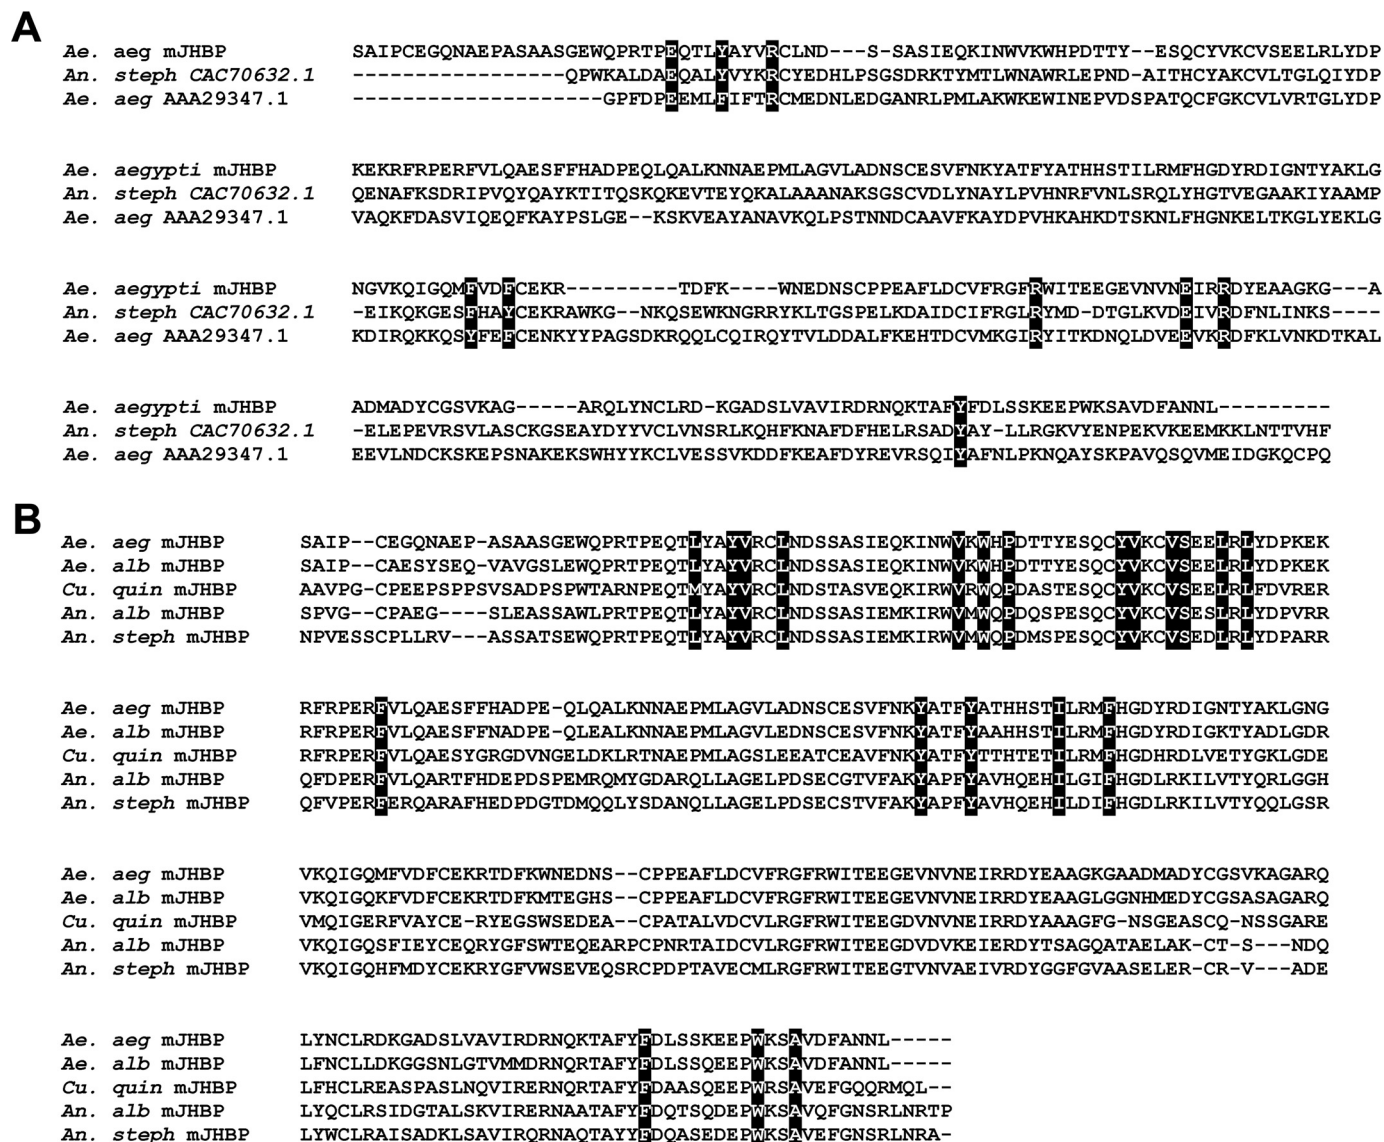 A
Ae. aeg mJHBP SAIPCEGQNAEPASAASGEWQPRTPEQTLYAYVRCLND---S-SASIEQKINWVKWHPDTTY--ESQCYVKCVSEELRLYDP
An. steph CAC70632.1 -----------------QPWKALDAEQALYVYKRCYEDHLPSGSDRKTYMTLWNAWRLEPND-AITHCYAKCVLTGLQIYDP
Ae. aeg AAA29347.1 --------------------GPFDPEEMLFIFTRCMEDNLEDGANRLPMLAKWKEWINEPVDSPATQCFGKCVLVRTGLYDP
Ae. aegypti mJHBP KEKRFRPERFVLQAESFFHADPEQLQALKNNAEPMLAGVLADNSCESVFNKYATFYATHHSTILRMFHGDYRDIGNTYAKLG
An. steph CAC70632.1 QENAFKSDRIPVQYQAYKTITQSKQKEVTEYQKALAAANAKSGSCVDLYNAYLPVHNRFVNLSRQLYHGTVEGAAKIYAAMP
Ae. aeg AAA29347.1 VAQKFDASVIQEQFKAYPSLGE--KSKVEAYANAVKQLPSTNNDCAAVFKAYDPVHKAHKDTSKNLFHGNKELTKGLYEKLG
Ae. aegypti mJHBP NGVKQIGQMFVDFCEKR---------TDFK----WNEDNSCPPEAFLDCVFRGFRWITEEGEVNVNEIRRDYEAAGKG---A
An. steph CAC70632.1 -EIKQKGESFHAYCEKRAWKG--NKQSEWKNGRRYKLTGSPELKDAIDCIFRGLRYMD-DTGLKVDEIVRDFNLINKS----
Ae. aeg AAA29347.1 KDIRQKKQSYFEFCENKYYPAGSDKRQQLCQIRQYTVLDDALFKEHTDCVMKGIRYITKDNQLDVEEVKRDFKLVNKDTKAL
Ae. aegypti mJHBP ADMADYCGSVKAG-----ARQLYNCLRD-KGADSLVAVIRDRNQKTAFYFDLSSKEEPWKSAVDFANNL---------
An. steph CAC70632.1 -ELEPEVRSVLASCKGSEAYDYYVCLVNSRLKQHFKNAFDFHELRSADYAY-LLRGKVYENPEKVKEEMKKLNTTVHF
Ae. aeg AAA29347.1 EEVLNDCKSKEPSNAKEKSWHYYKCLVESSVKDDFKEAFDYREVRSQIYAFNLPKNQAYSKPAVQSQVMEIDGKQCPQ
B
Ae. aeg mJHBP SAIP--CEGQNAEP-ASAASGEWQPRTPEQTLYAYVRCLNDSSASIEQKINWVKWHPDTTYESQCYVKCVSEELRLYDPKEK
Ae. alb mJHBP SAIP--CAESYSEQ-VAVGSLEWQPRTPEQTLYAYVRCLNDSSASIEQKINWVKWHPDTTYESQCYVKCVSEELRLYDPKEK
Cu. quin mJHBP AAVPG-CPEEPSPPSVSADPSPWTARNPEQTMYAYVRCLNDSTASVEQKIRWVRWQPDASTESQCYVKCVSEELRLFDVRER
An. alb mJHBP SPVG--CPAEG----SLEASSAWLPRTPEQTLYAYVRCLNDSSASIEMKIRWVMWQPDQSPESQCYVKCVSESLRLYDPVRR
An. steph mJHBP NPVESSCPLLRV---ASSATSEWQPRTPEQTLYAYVRCLNDSSASIEMKIRWVMWQPDMSPESQCYVKCVSEDLRLYDPARR
Ae. aeg mJHBP RFRPERFVLQAESFFHADPE-QLQALKNNAEPMLAGVLADNSCESVFNKYATFYATHHSTILRMFHGDYRDIGNTYAKLGNG
Ae. alb mJHBP RFRPERFVLQAESFFNADPE-QLEALKNNAEPMLAGVLEDNSCESVFNKYATFYAAHHSTILRMFHGDYRDIGKTYADLGDR
Cu. quin mJHBP RFRPERFVLQAESYGRGDVNGELDKLRTNAEPMLAGSLEEATCEAVFNKYATFYTTHTETILRMFHGDHRDLVETYGKLGDE
An. alb mJHBP QFDPERFVLQARTFHDEPDSPEMRQMYGDARQLLAGELPDSECGTVFAKYAPFYAVHQEHILGIFHGDLRKILVTYQRLGGH
An. steph mJHBP QFVPERFERQARAFHEDPDGTDMQQLYSDANQLLAGELPDSECSTVFAKYAPFYAVHQEHILDIFHGDLRKILVTYQQLGSR
Ae. aeg mJHBP VKQIGQMFVDFCEKRTDFKWNEDNS--CPPEAFLDCVFRGFRWITEEGEVNVNEIRRDYEAAGKGAADMADYCGSVKAGARQ
Ae. alb mJHBP VKQIGQKFVDFCEKRTDFKMTEGHS--CPPEAFLDCVFRGFRWITEEGEVNVNEIRRDYEAAGLGGNHMEDYCGSASAGARQ
Cu. quin mJHBP VMQIGERFVAYCE-RYEGSWSEDEA--CPATALVDCVLRGFRWITEEGDVNVNEIRRDYAAAGFG-NSGEASCQ-NSSGARE
An. alb mJHBP VKQIGQSFIEYCEQRYGFSWTEQEARPCPNRTAIDCVLRGFRWITEEGDVDVKEIERDYTSAGQATAELAK-CT-S---NDQ
An. steph mJHBP VKQIGQHFMDYCEKRYGFVWSEVEQSRCPDPTAVECMLRGFRWITEEGTVNVAEIVRDYGGFGVAASELER-CR-V---ADE
Ae. aeg mJHBP LYNCLRDKGADSLVAVIRDRNQKTAFYFDLSSKEEPWKSAVDFANNL-----
Ae. alb mJHBP LFNCLLDKGGSNLGTVMMDRNQRTAFYFDLSSQEEPWKSAVDFANNL-----
Cu. quin mJHBP LFHCLREASPASLNQVIRERNQRTAFYFDAASQEEPWRSAVEFGQQRMQL--
An. alb mJHBP LYQCLRSIDGTALSKVIRERNAATAFYFDQTSQDEPWKSAVQFGNSRLNRTP
An. steph mJHBP LYWCLRAISADKLSAVIRQRNAQTAYYFDQASEDEPWKSAVEFGNSRLNRA-